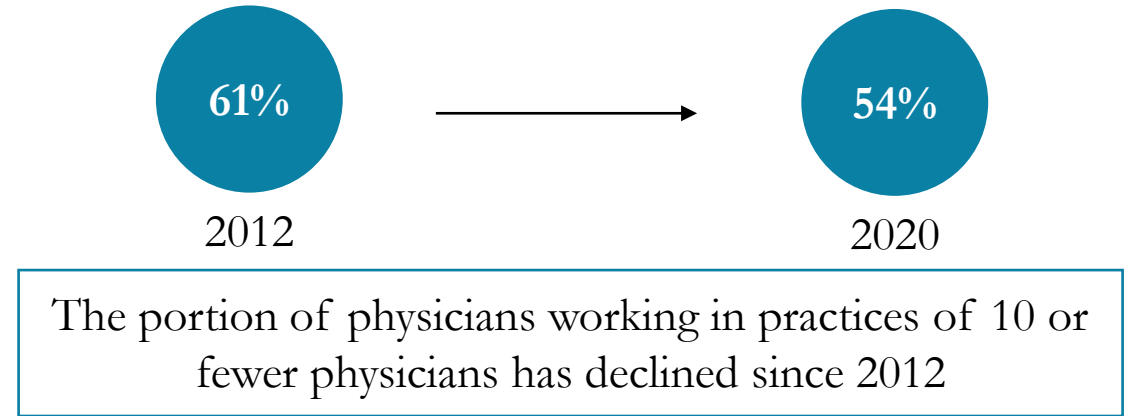 61%
54%
2012
2020
The portion of physicians working in practices of 10 or
fewer physicians has declined since 2012